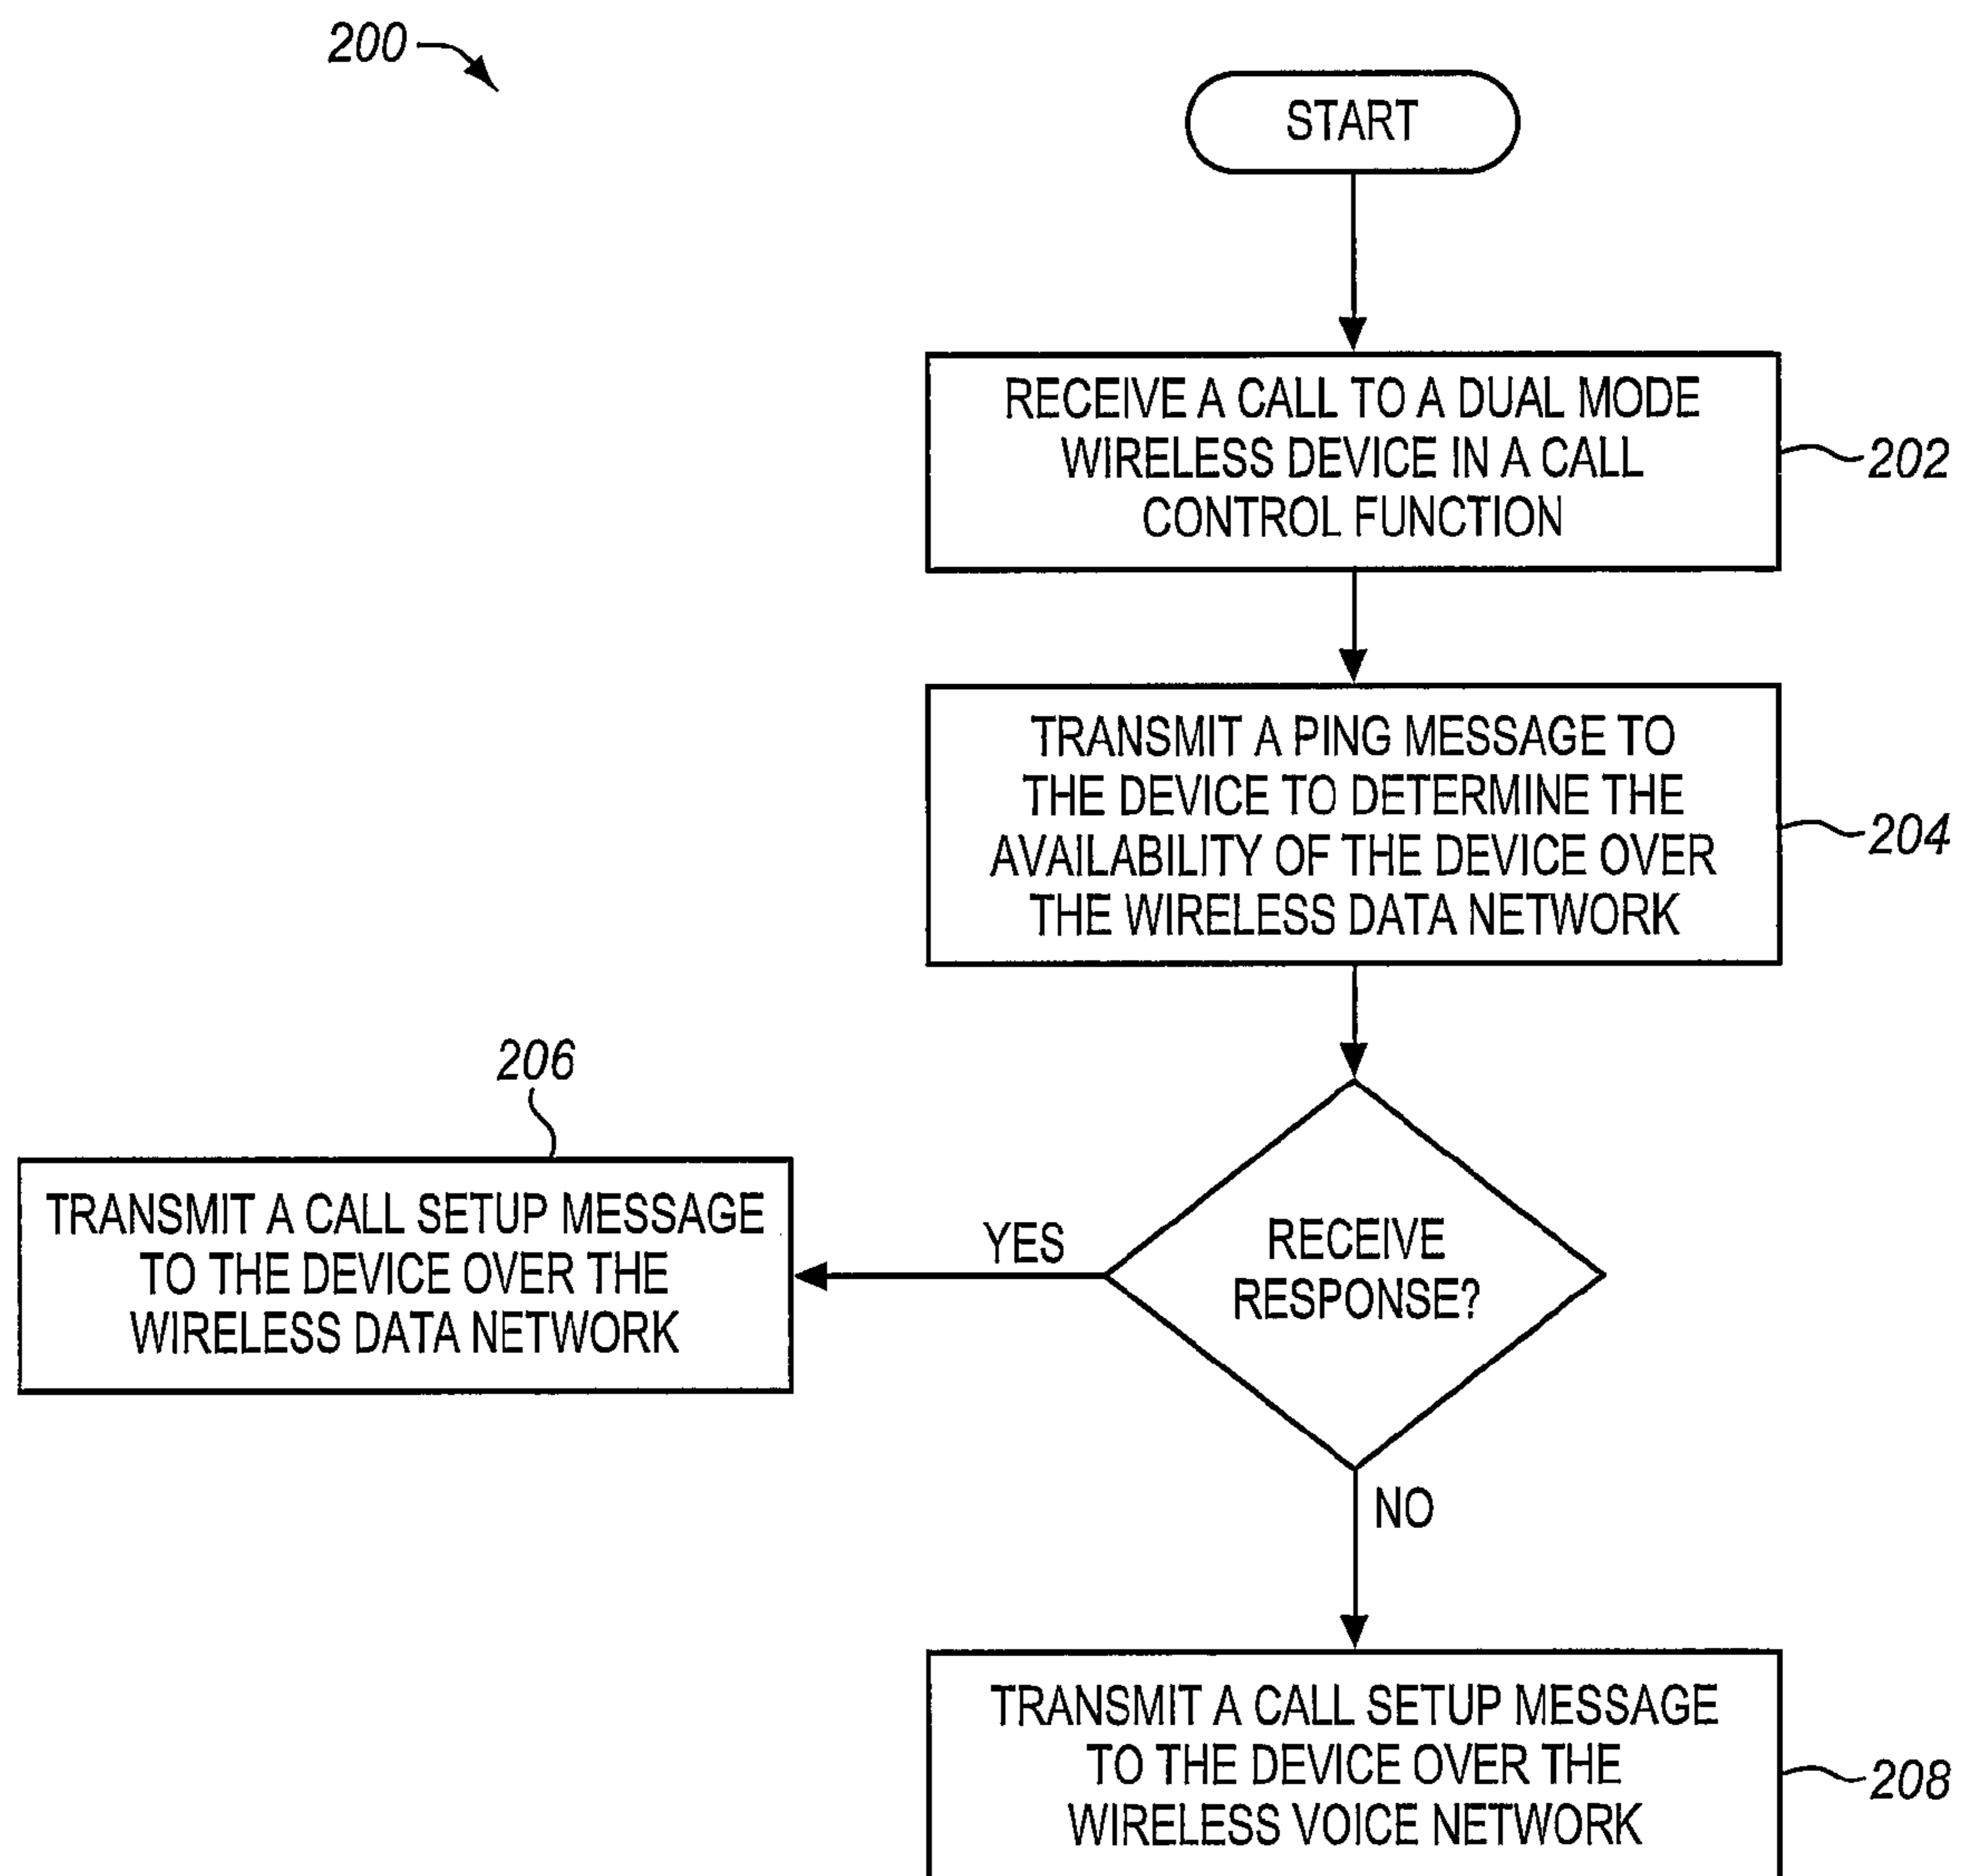 200
START
RECEIVE A CALL TO A DUAL MODE
WIRELESS DEVICE IN A CALL
CONTROL FUNCTION
202
TRANSMIT A PING MESSAGE TO
THE DEVICE TO DETERMINE THE
AVAILABILITY OF THE DEVICE OVER
THE WIRELESS DATA NETWORK
204
206
TRANSMIT A CALL SETUP MESSAGE
TO THE DEVICE OVER THE
WIRELESS DATA NETWORK
YES
RECEIVE
RESPONSE?
NO
TRANSMIT A CALL SETUP MESSAGE
TO THE DEVICE OVER THE
WIRELESS VOICE NETWORK
208